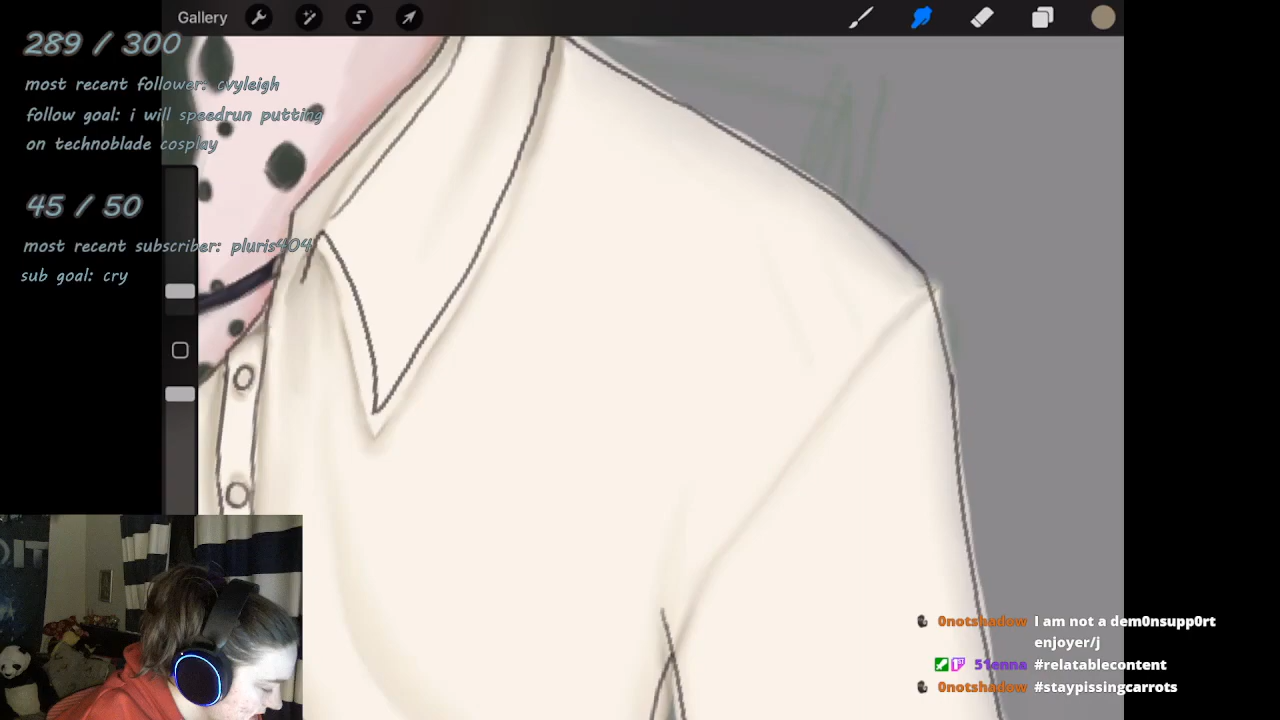 Gallery
289 / 300
most recent follower: cvyleigh
follow goal: i will speedrun putting
on technoblade cosplay
45 / 50
most recent subscriber: pluris404
sub goal: cry
0notshadow I am not a dem0nsupp0rt
enjoyer/j
51enna #relatablecontent
0notshadow #staypissingcarrots